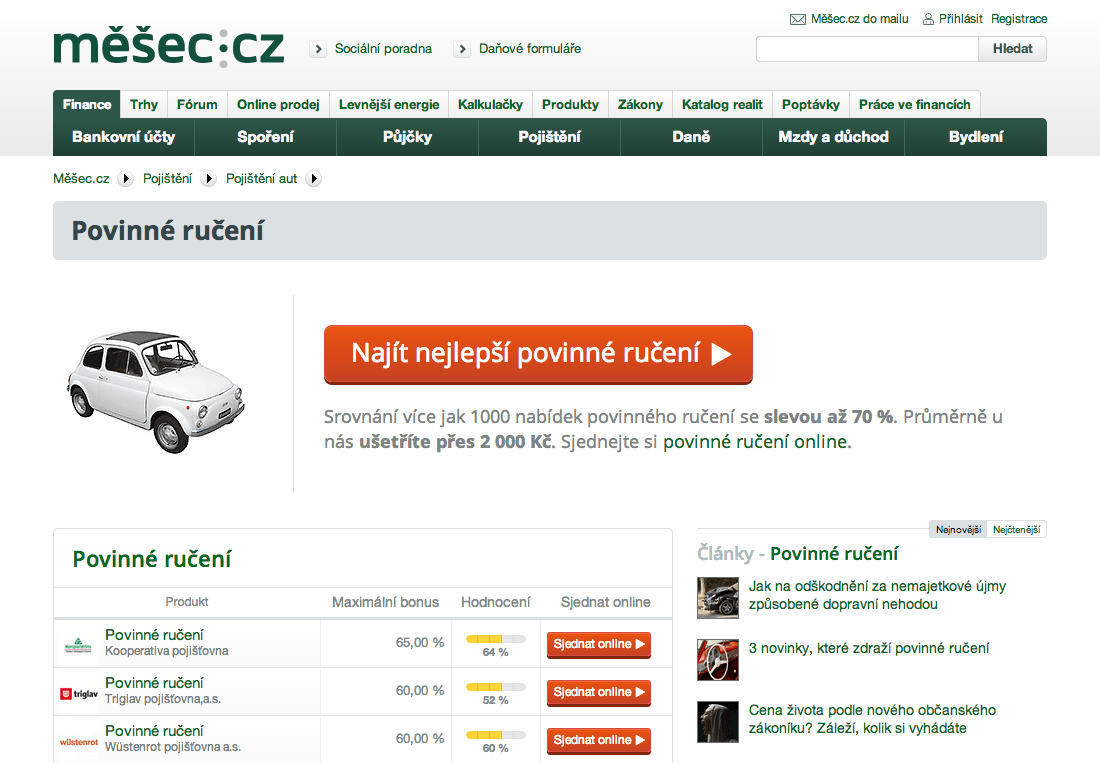 Měšec.cz do mailu Přihlásit Registrace
měšec:cz
Sociální poradna Daňové formuláře
Hledat
Finance Trhy Fórum Online prodej Levnější energie Kalkulačky Produkty Zákony Katalog realit Poptávky Práce ve financích
Bankovní účty Spoření Půjčky Pojištění Daně Mzdy a důchod Bydlení
Měšec.cz Pojištění Pojištění aut
Povinné ručení
Najít nejlepší povinné ručení
Srovnání více jak 1000 nabídek povinného ručení se slevou až 70 %. Průměrně u
nás ušetříte přes 2 000 Kč. Sjednejte si povinné ručení online.
Povinné ručení
Produkt Maximální bonus Hodnocení Sjednat online
Povinné ručení
Kooperativa pojišťovna
65,00 %
64 %
Sjednat online
triglav
Povinné ručení
Triglav pojišťovna,a.s.
60,00 %
52 %
Sjednat online
wüstenrot
Povinné ručení
Wüstenrot pojišťovna a.s.
60,00 %
60 %
Sjednat online
Nejnovější Nejčtenější
Články - Povinné ručení
Jak na odškodnění za nemajetkové újmy
způsobené dopravní nehodou
3 novinky, které zdraží povinné ručení
Cena života podle nového občanského
zákoníku? Záleží, kolik si vyhádáte